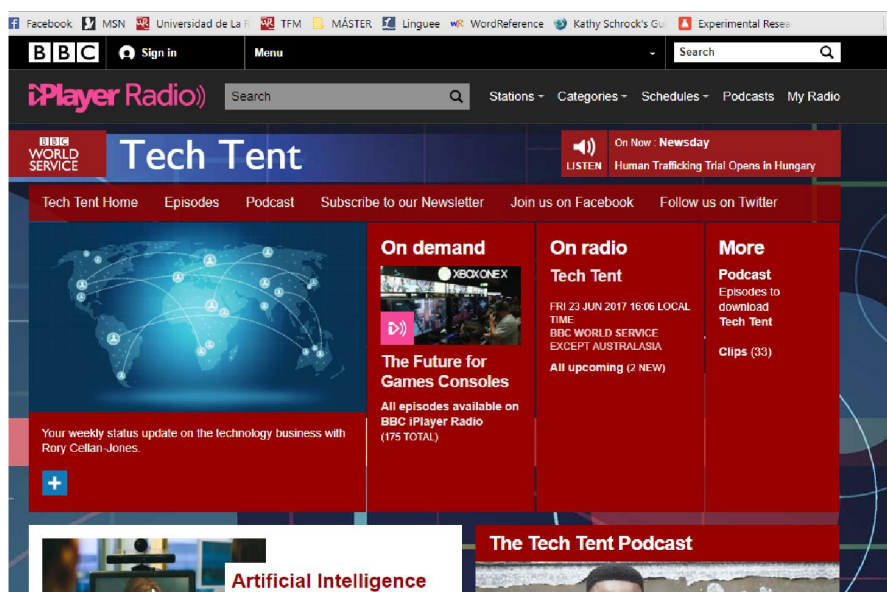 Facebook MSN Universidad de La R TFM MÁSTER Linguee WordReference Kathy Schrock's Gui Experimental Resea
BBC Sign in Menu Search
iPlayer Radio Search Stations Categories Schedules Podcasts My Radio
BBC
WORLD
SERVICE
Tech Tent
LISTEN
On Now : Newsday
Human Trafficking Trial Opens in Hungary
Tech Tent Home Episodes Podcast Subscribe to our Newsletter Join us on Facebook Follow us on Twitter
Your weekly status update on the technology business with
Rory Cellan-Jones.
On demand
XBOX ONE X
The Future for
Games Consoles
All episodes available on
BBC iPlayer Radio
(175 TOTAL)
On radio
Tech Tent
FRI 23 JUN 2017 16:06 LOCAL
TIME
BBC WORLD SERVICE
EXCEPT AUSTRALASIA
All upcoming (2 NEW)
More
Podcast
Episodes to
download
Tech Tent
Clips (33)
Artificial Intelligence
The Tech Tent Podcast